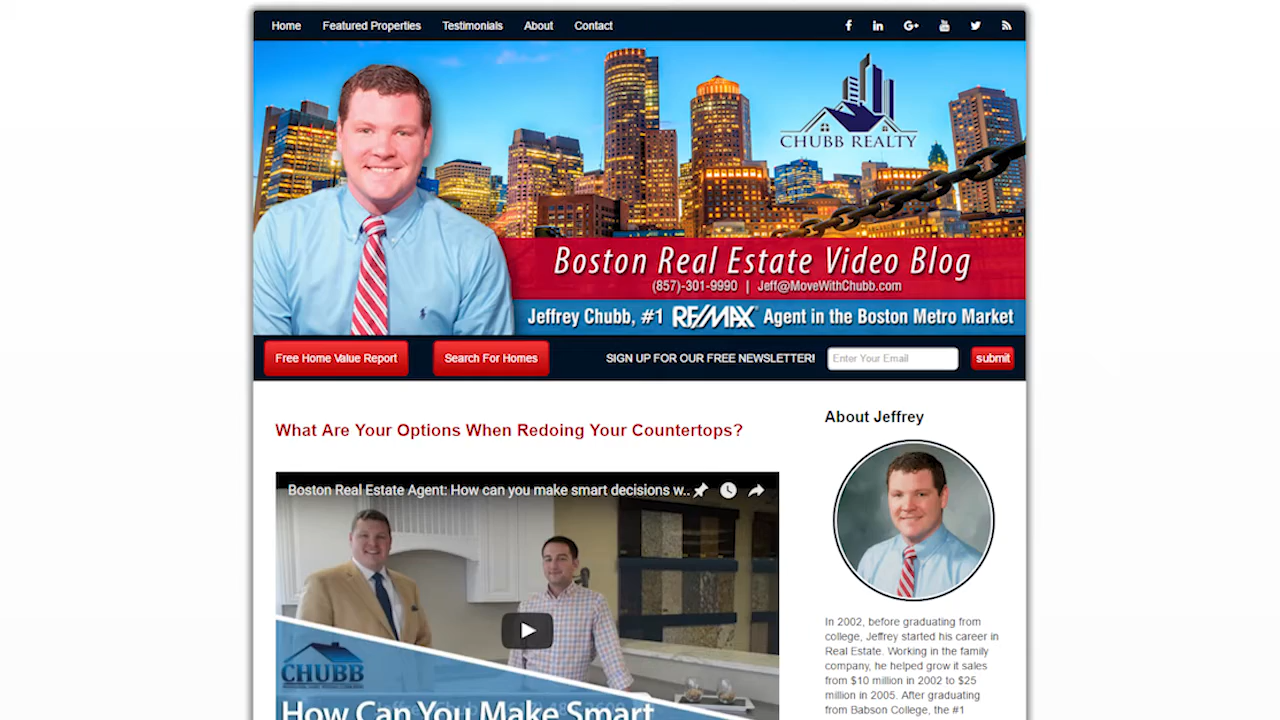 Home Featured Properties Testimonials About Contact
CHUBB REALTY
Boston Real Estate Video Blog
(857)-301-9990 | Jeff@MoveWithChubb.com
Jeffrey Chubb, #1 RE/MAX Agent in the Boston Metro Market
Free Home Value Report Search For Homes SIGN UP FOR OUR FREE NEWSLETTER! Enter Your Email submit
What Are Your Options When Redoing Your Countertops?
Boston Real Estate Agent: How can you make smart decisions w..
CHUBB
How Can You Make Smart
About Jeffrey
In 2002, before graduating from
college, Jeffrey started his career in
Real Estate. Working in the family
company, he helped grow it sales
from $10 million in 2002 to $25
million in 2005. After graduating
from Babson College, the #1